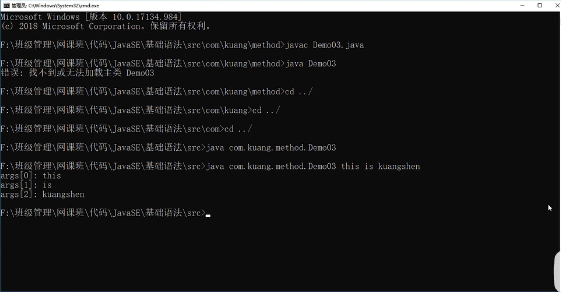 C:\Windows\System32\cmd.exe
Microsoft Windows [版本 10.0.17134.984]
(c) 2018 Microsoft Corporation。保留所有权利。
F:\班级管理\网课班\代码\JavaSE\基础语法\src\com\kuang\method>javac Demo03.java
F:\班级管理\网课班\代码\JavaSE\基础语法\src\com\kuang\method>java Demo03
错误: 找不到或无法加载主类 Demo03
F:\班级管理\网课班\代码\JavaSE\基础语法\src\com\kuang\method>cd ../
F:\班级管理\网课班\代码\JavaSE\基础语法\src\com\kuang>cd ../
F:\班级管理\网课班\代码\JavaSE\基础语法\src\com>cd ../
F:\班级管理\网课班\代码\JavaSE\基础语法\src>java com.kuang.method.Demo03
F:\班级管理\网课班\代码\JavaSE\基础语法\src>java com.kuang.method.Demo03 this is kuangshen
args[0]: this
args[1]: is
args[2]: kuangshen
F:\班级管理\网课班\代码\JavaSE\基础语法\src>